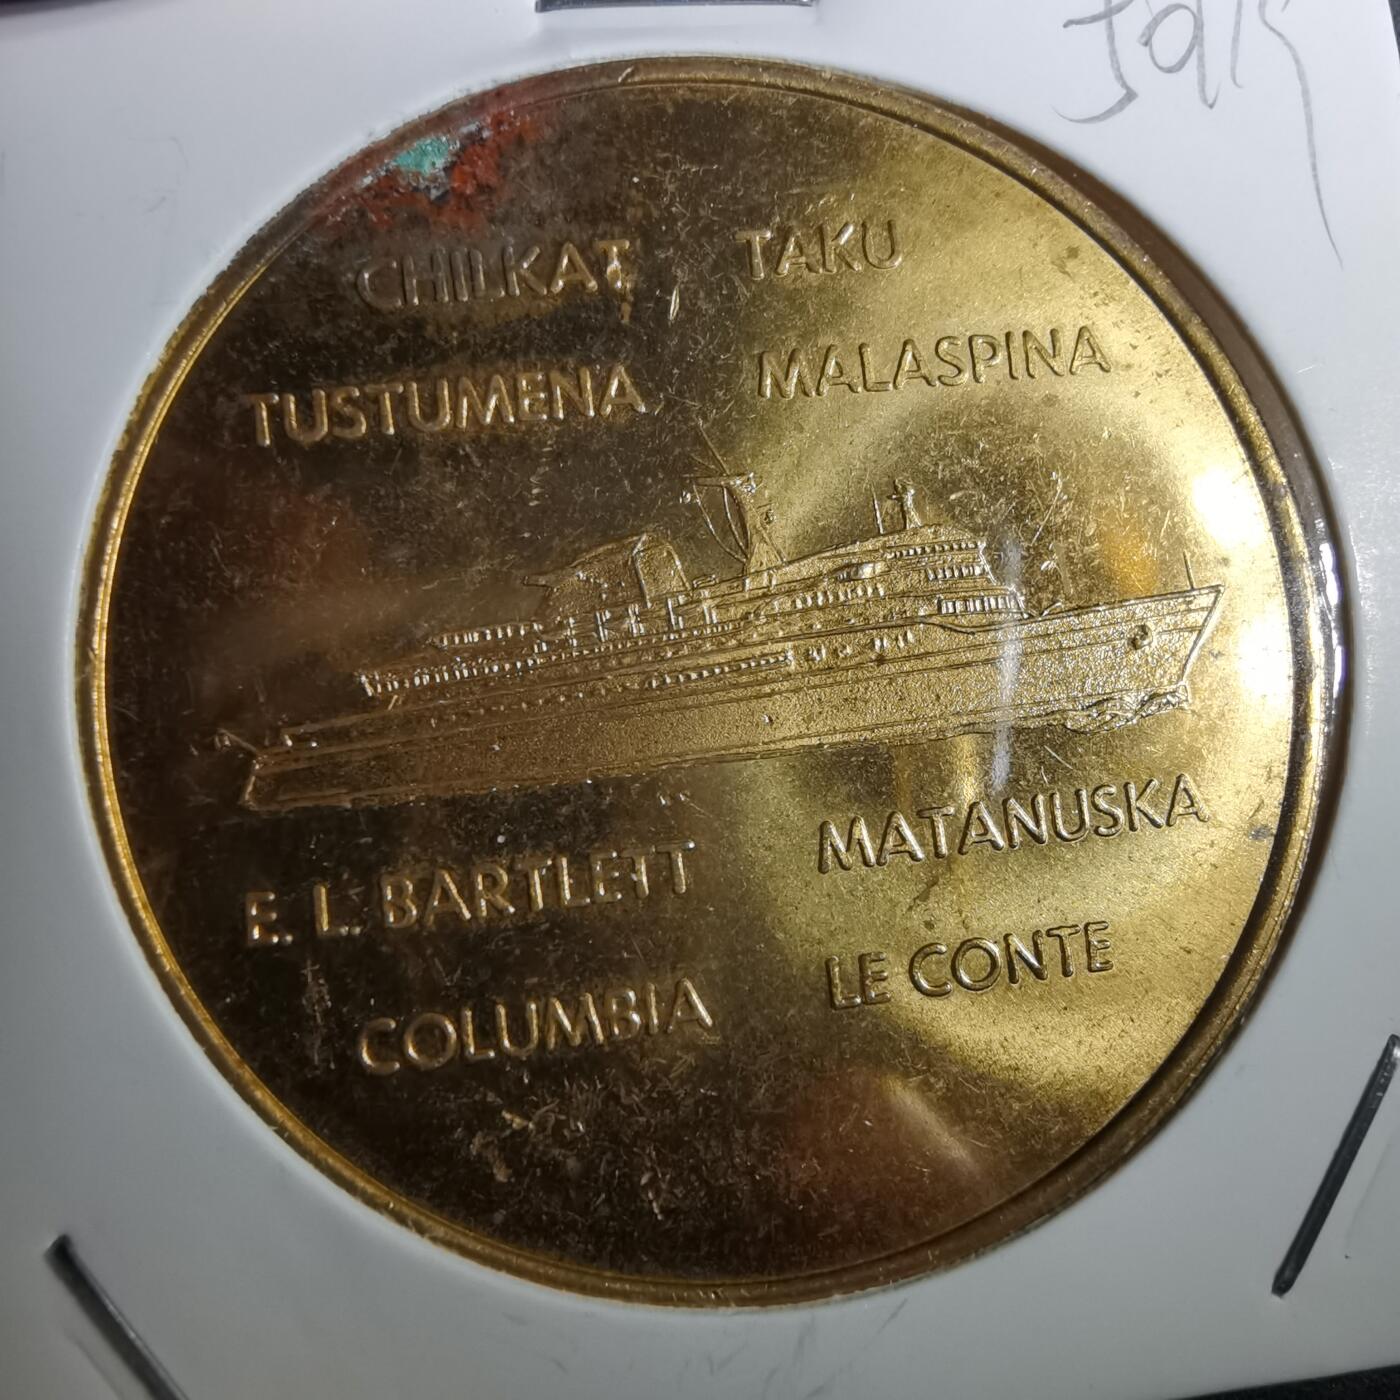 CHILKAT TAKU
TUSTUMENA MALASPINA
E. L. BARTLETT MATANUSKA
COLUMBIA LE CONTE